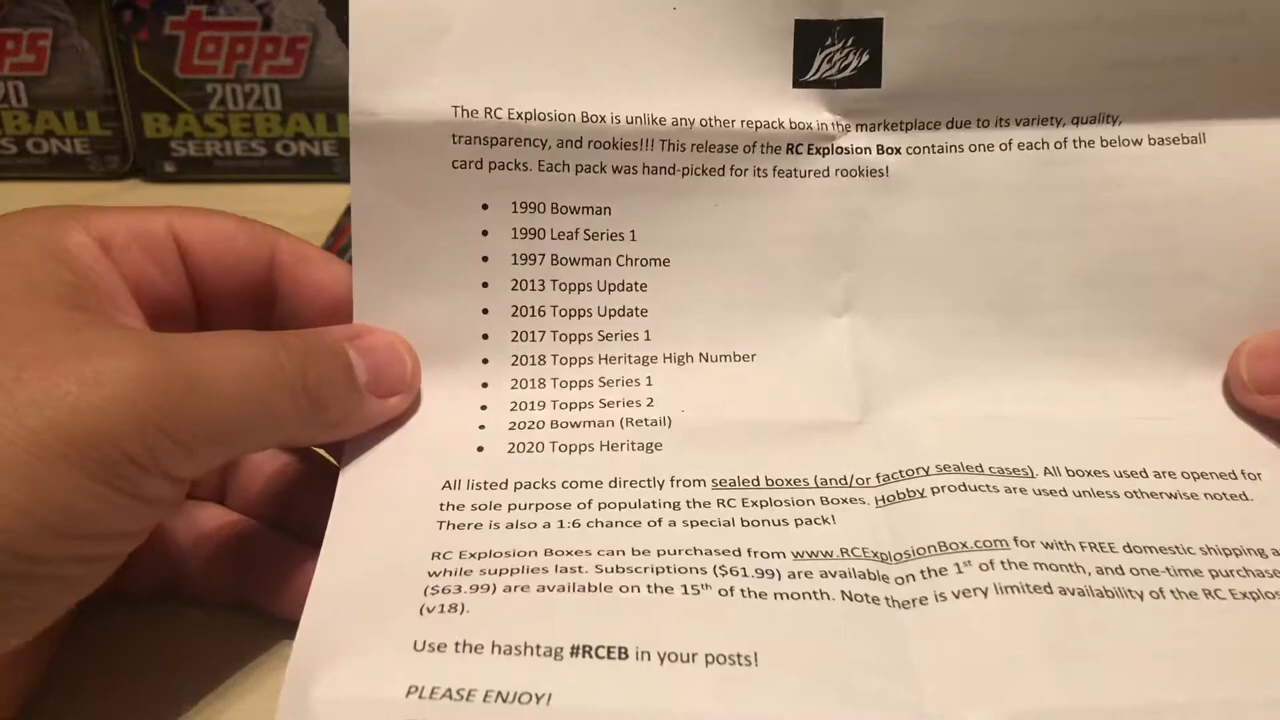 PS
20
BALL
S ONE
Topps
2020
BASEBALL
SERIES ONE
The RC Explosion Box is unlike any other repack box in the marketplace due to its variety, quality,
transparency, and rookies!!! This release of the RC Explosion Box contains one of each of the below baseball
card packs. Each pack was hand-picked for its featured rookies!
• 1990 Bowman
• 1990 Leaf Series 1
• 1997 Bowman Chrome
• 2013 Topps Update
• 2016 Topps Update
• 2017 Topps Series 1
• 2018 Topps Heritage High Number
• 2018 Topps Series 1
• 2019 Topps Series 2
• 2020 Bowman (Retail)
• 2020 Topps Heritage
All listed packs come directly from sealed boxes (and/or factory sealed cases). All boxes used are opened for
the sole purpose of populating the RC Explosion Boxes. Hobby products are used unless otherwise noted.
There is also a 1:6 chance of a special bonus pack!
RC Explosion Boxes can be purchased from www.RCExplosionBox.com for with FREE domestic shipping a
while supplies last. Subscriptions ($61.99) are available on the 1st of the month, and one-time purchase
($63.99) are available on the 15th of the month. Note there is very limited availability of the RC Explos
(v18).
Use the hashtag #RCEB in your posts!
PLEASE ENJOY!